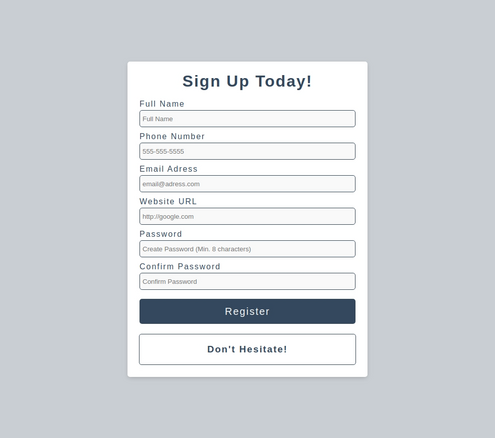 Sign Up Today!
Full Name
Full Name
Phone Number
555-555-5555
Email Adress
email@adress.com
Website URL
http://google.com
Password
Create Password (Min. 8 characters)
Confirm Password
Confirm Password
Register
Don't Hesitate!